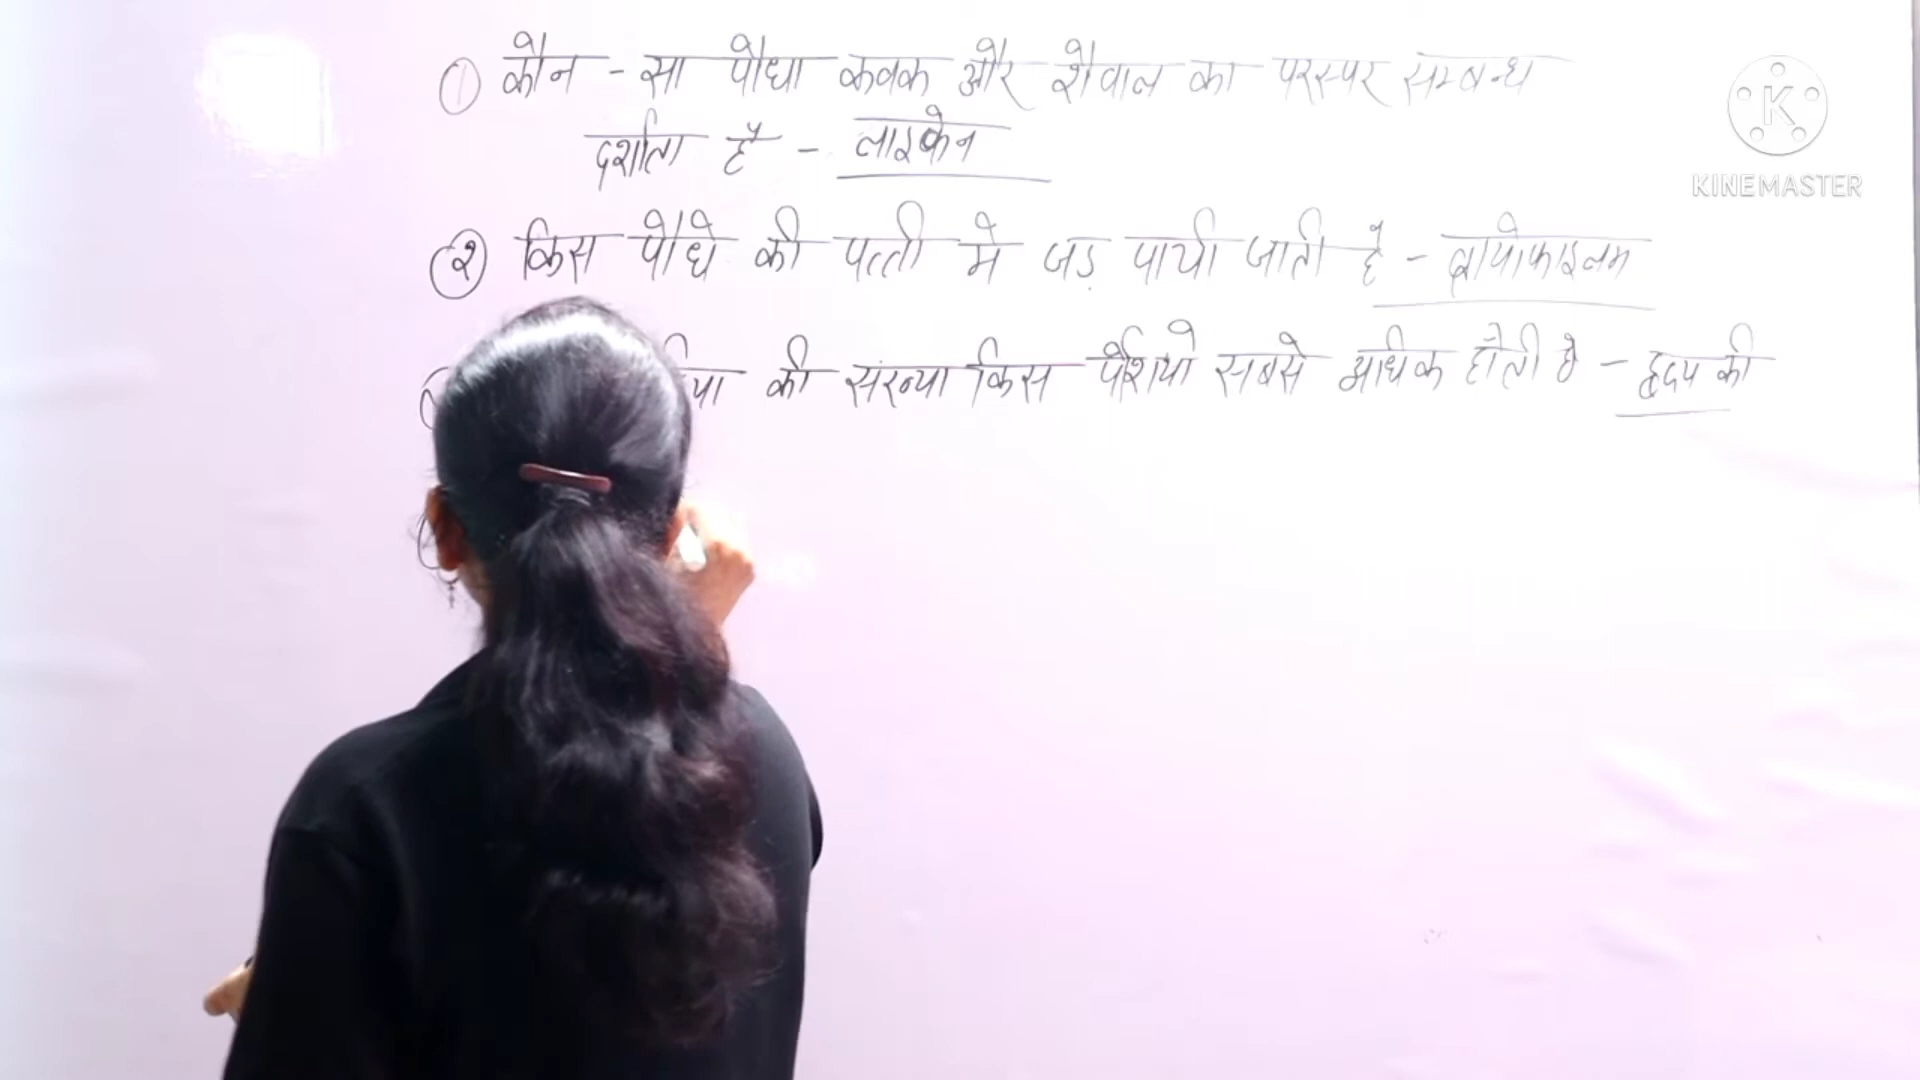 ① कौन - सा पौधा कवक और शैवाल का परस्पर सम्बन्ध
दर्शाता है - लाइकेन
② किस पौधे की पत्ती मे जड़ पायी जाती है - ब्रायोफाइलम
की संख्या किस पेशियो सबसे अधिक होती है - हृदय की
K
KINEMASTER